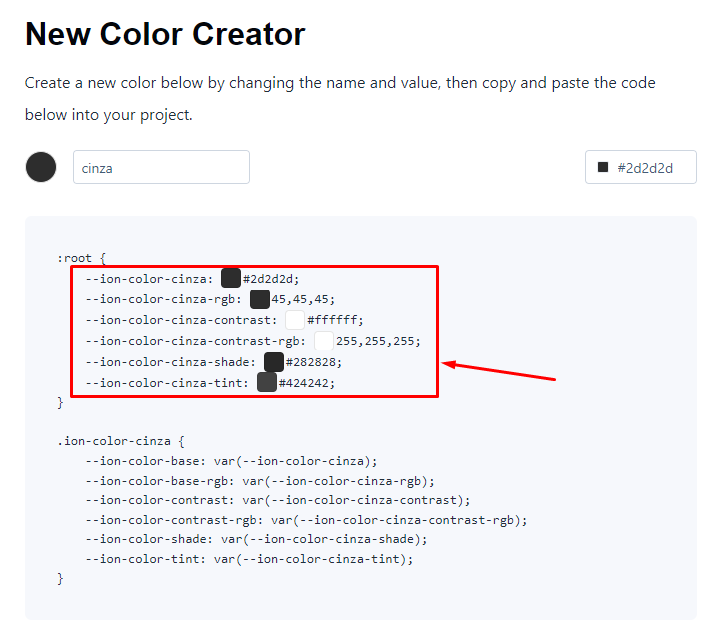 New Color Creator
Create a new color below by changing the name and value, then copy and paste the code
below into your project.
cinza
#2d2d2d
:root {
--ion-color-cinza: #2d2d2d;
--ion-color-cinza-rgb: 45,45,45;
--ion-color-cinza-contrast: #ffffff;
--ion-color-cinza-contrast-rgb: 255,255,255;
--ion-color-cinza-shade: #282828;
--ion-color-cinza-tint: #424242;
}
.ion-color-cinza {
--ion-color-base: var(--ion-color-cinza);
--ion-color-base-rgb: var(--ion-color-cinza-rgb);
--ion-color-contrast: var(--ion-color-cinza-contrast);
--ion-color-contrast-rgb: var(--ion-color-cinza-contrast-rgb);
--ion-color-shade: var(--ion-color-cinza-shade);
--ion-color-tint: var(--ion-color-cinza-tint);
}